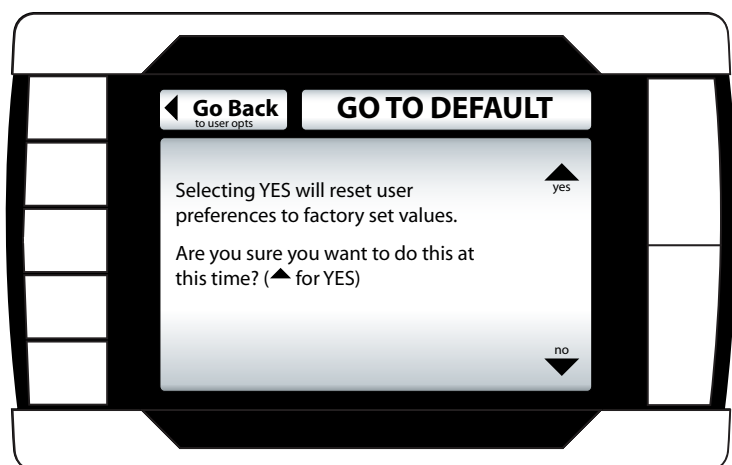 Go Back
to user opts
GO TO DEFAULT
Selecting YES will reset user
preferences to factory set values.
Are you sure you want to do this at
this time? (▲ for YES)
yes
no